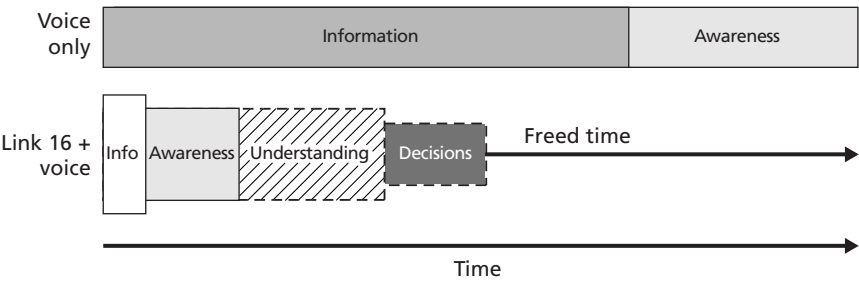 Voice
only
Information
Awareness
Link 16 +
voice
Info
Awareness
Understanding
Decisions
Freed time
Time